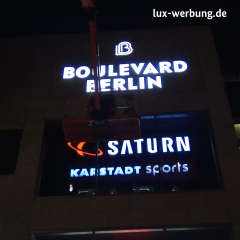 lux-werbung.de
B
BOULEVARD
BERLIN
SATURN
KARSTADT sports